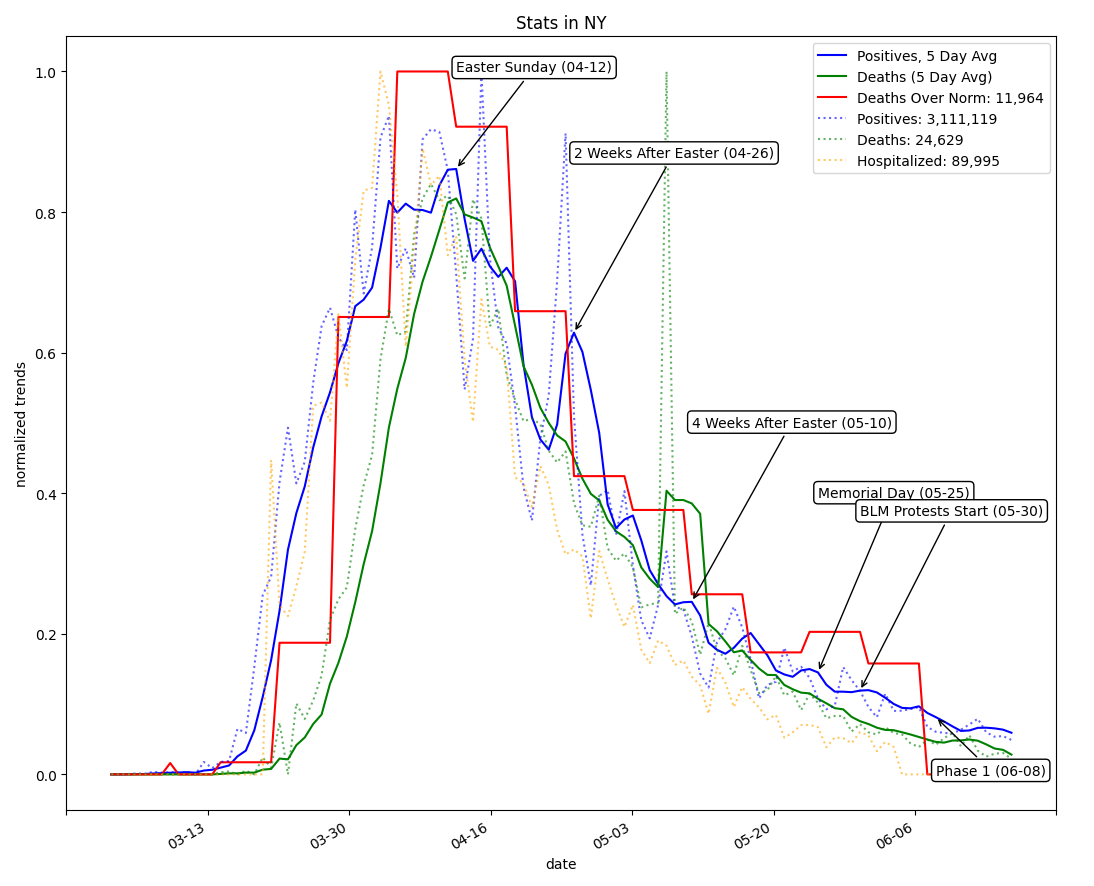 Stats in NY
Positives, 5 Day Avg
Deaths (5 Day Avg)
Deaths Over Norm: 11,964
Positives: 3,111,119
Deaths: 24,629
Hospitalized: 89,995
Easter Sunday (04-12)
2 Weeks After Easter (04-26)
4 Weeks After Easter (05-10)
Memorial Day (05-25)
BLM Protests Start (05-30)
Phase 1 (06-08)
normalized trends
1.0
0.8
0.6
0.4
0.2
0.0
03-13
03-30
04-16
05-03
05-20
06-06
date